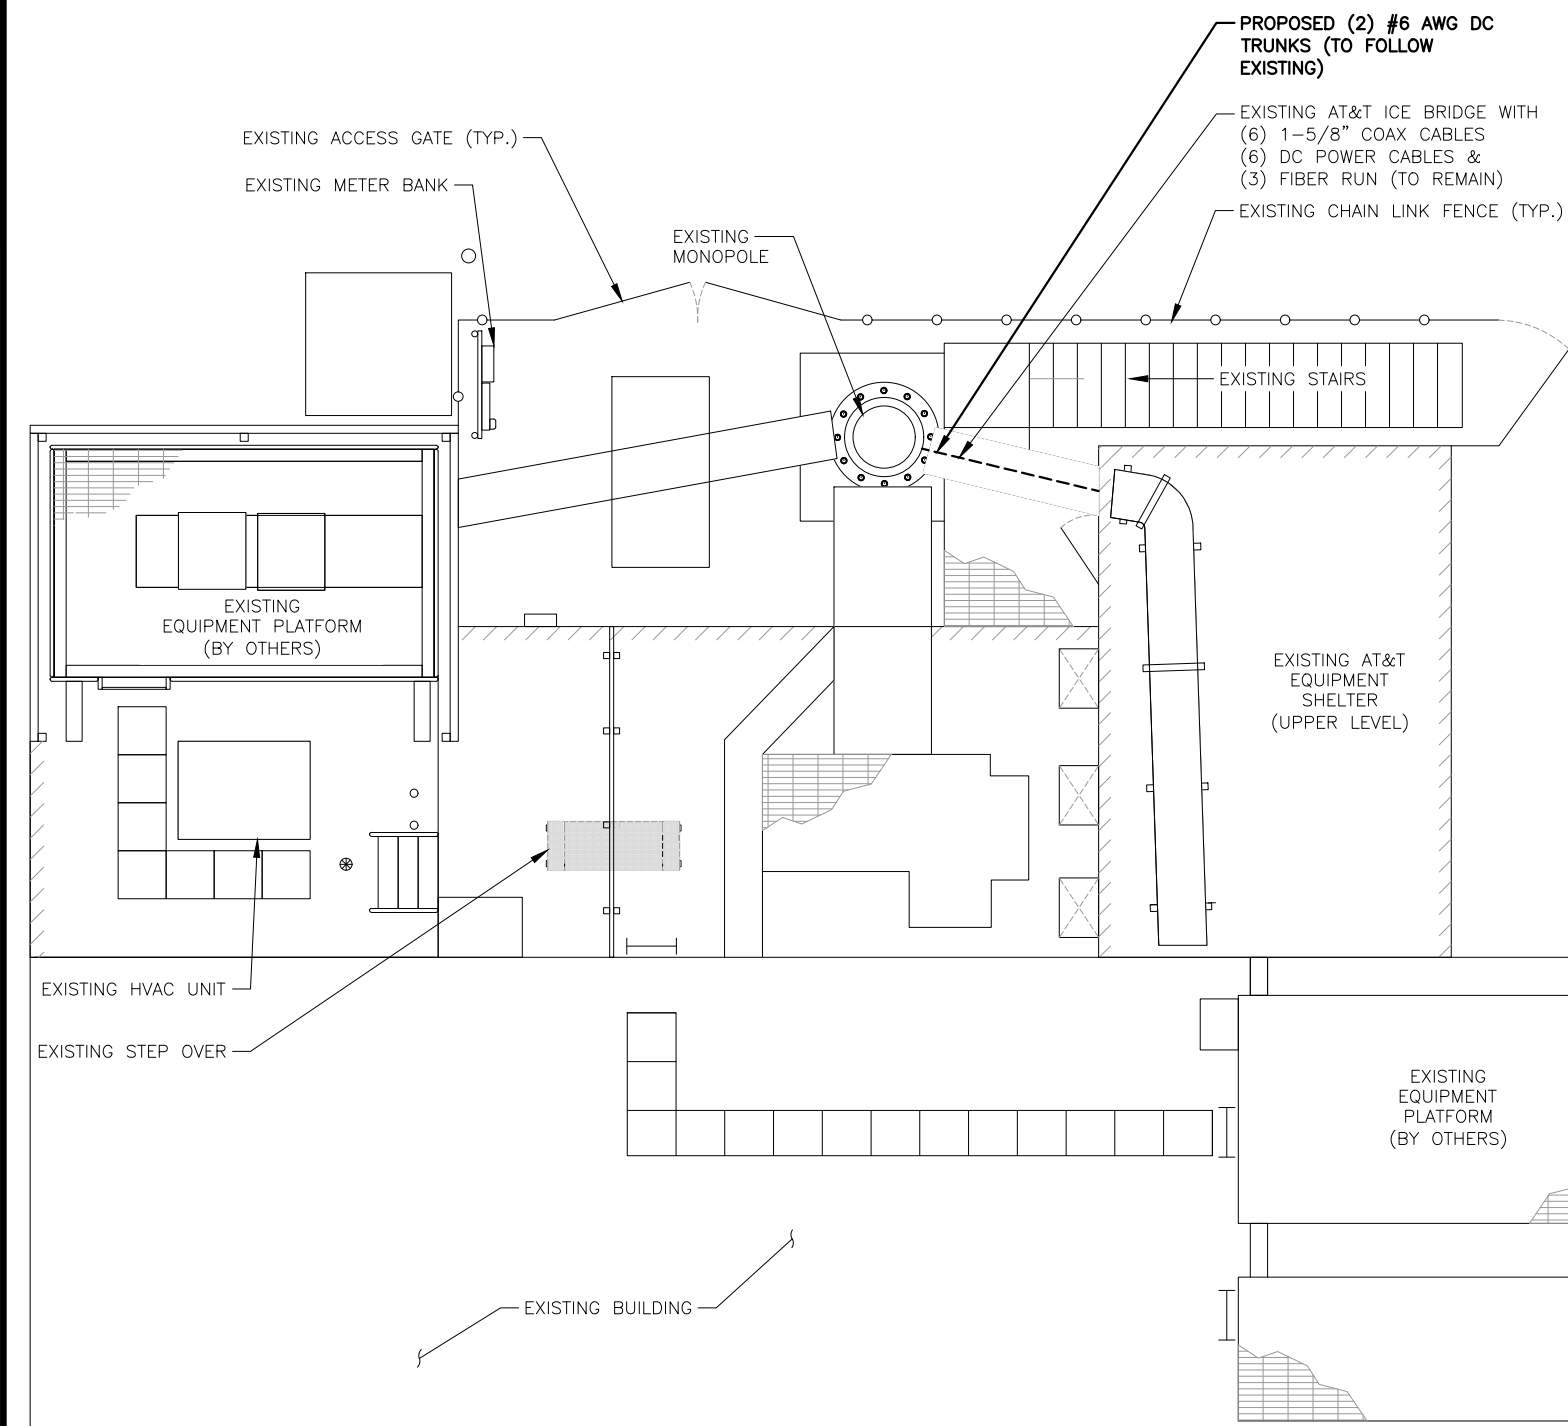 PROPOSED (2) #6 AWG DC
TRUNKS (TO FOLLOW
EXISTING)
EXISTING AT&T ICE BRIDGE WITH
(6) 1-5/8" COAX CABLES
(6) DC POWER CABLES &
(3) FIBER RUN (TO REMAIN)
EXISTING CHAIN LINK FENCE (TYP.)
EXISTING ACCESS GATE (TYP.)
EXISTING METER BANK
EXISTING
MONOPOLE
EXISTING STAIRS
EXISTING
EQUIPMENT PLATFORM
(BY OTHERS)
EXISTING AT&T
EQUIPMENT
SHELTER
(UPPER LEVEL)
EXISTING HVAC UNIT
EXISTING STEP OVER
EXISTING
EQUIPMENT
PLATFORM
(BY OTHERS)
EXISTING BUILDING